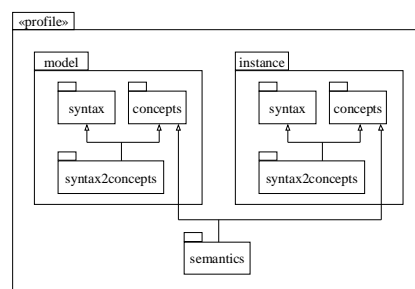 «profile»
model
instance
syntax
concepts
syntax
concepts
syntax2concepts
syntax2concepts
semantics